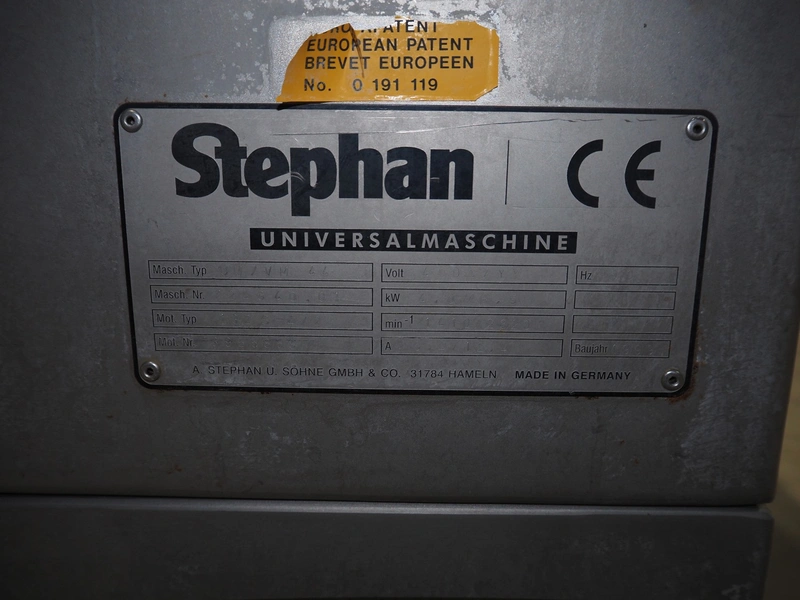 EUROPEAN PATENT
BREVET EUROPEEN
No. 0 191 119
Stephan CE
UNIVERSALMASCHINE
Masch. Typ
Volt
Hz
Masch. Nr
kW
Mot. Typ
min-1
Mot. Nr
A
Baujahr
A. STEPHAN U. SÖHNE GMBH & CO. 31784 HAMELN MADE IN GERMANY